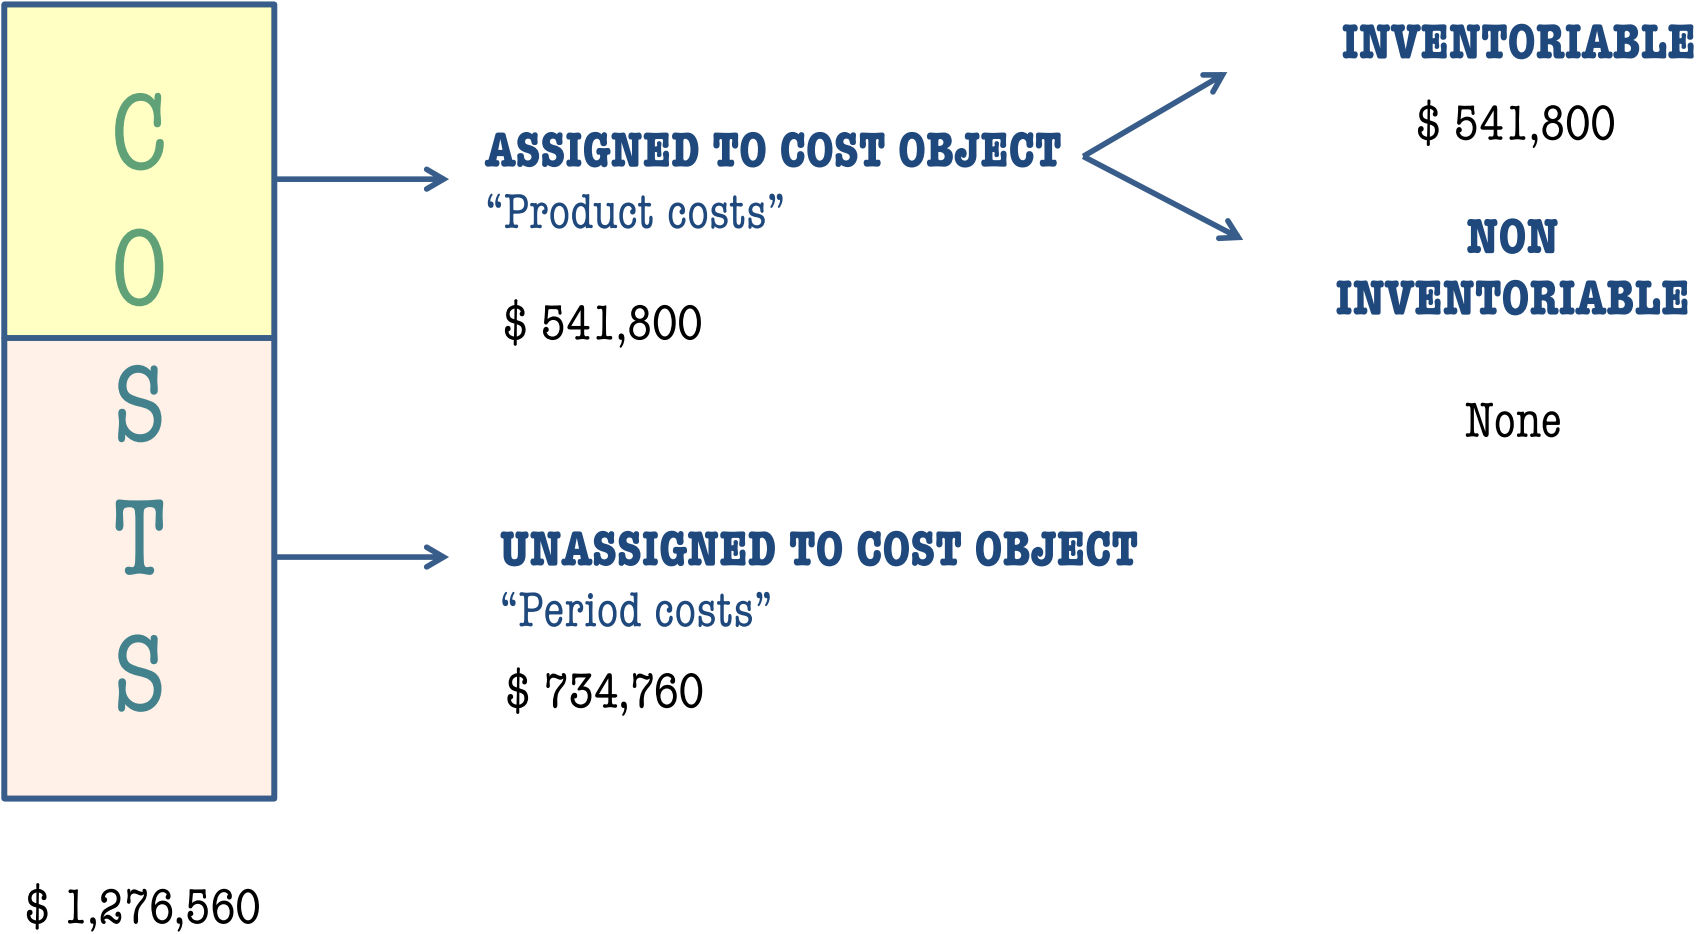 COSTS
ASSIGNED TO COST OBJECT
“Product costs”
$ 541,800
INVENTORIABLE
$ 541,800
NON
INVENTORIABLE
None
UNASSIGNED TO COST OBJECT
“Period costs”
$ 734,760
$ 1,276,560